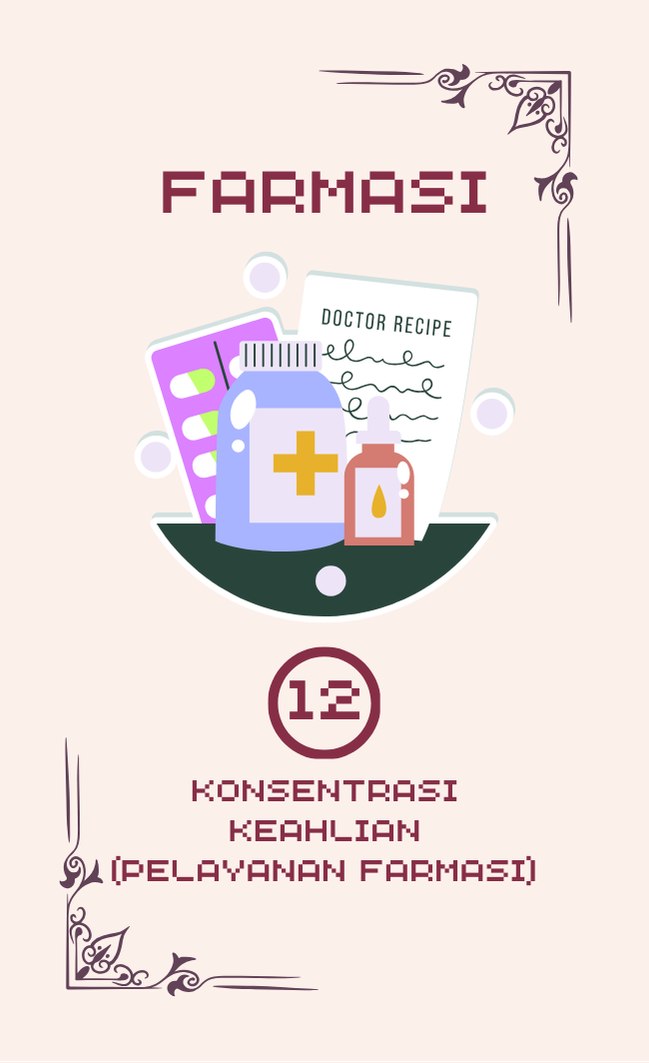 FARMASI
DOCTOR RECIPE
12
KONSENTRASI
KEAHLIAN
(PELAYANAN FARMASI)